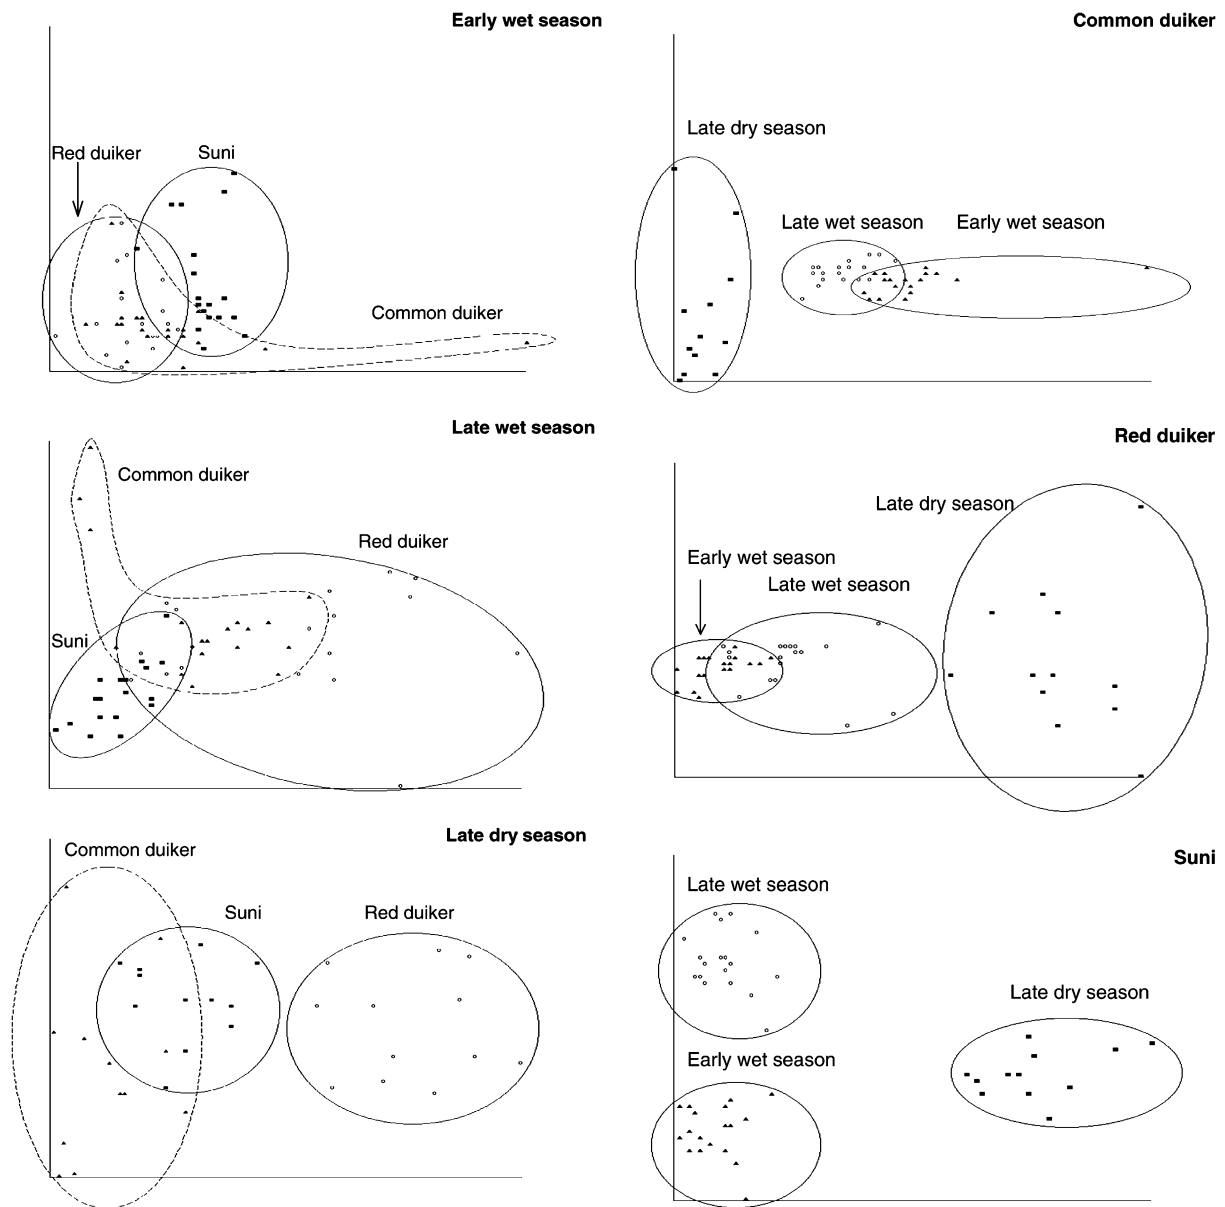 Early wet season
Red duiker
Suni
Common duiker
Common duiker
Late dry season
Late wet season
Early wet season
Late wet season
Common duiker
Red duiker
Suni
Red duiker
Late dry season
Early wet season
Late wet season
Late dry season
Common duiker
Suni
Red duiker
Suni
Late wet season
Late dry season
Early wet season